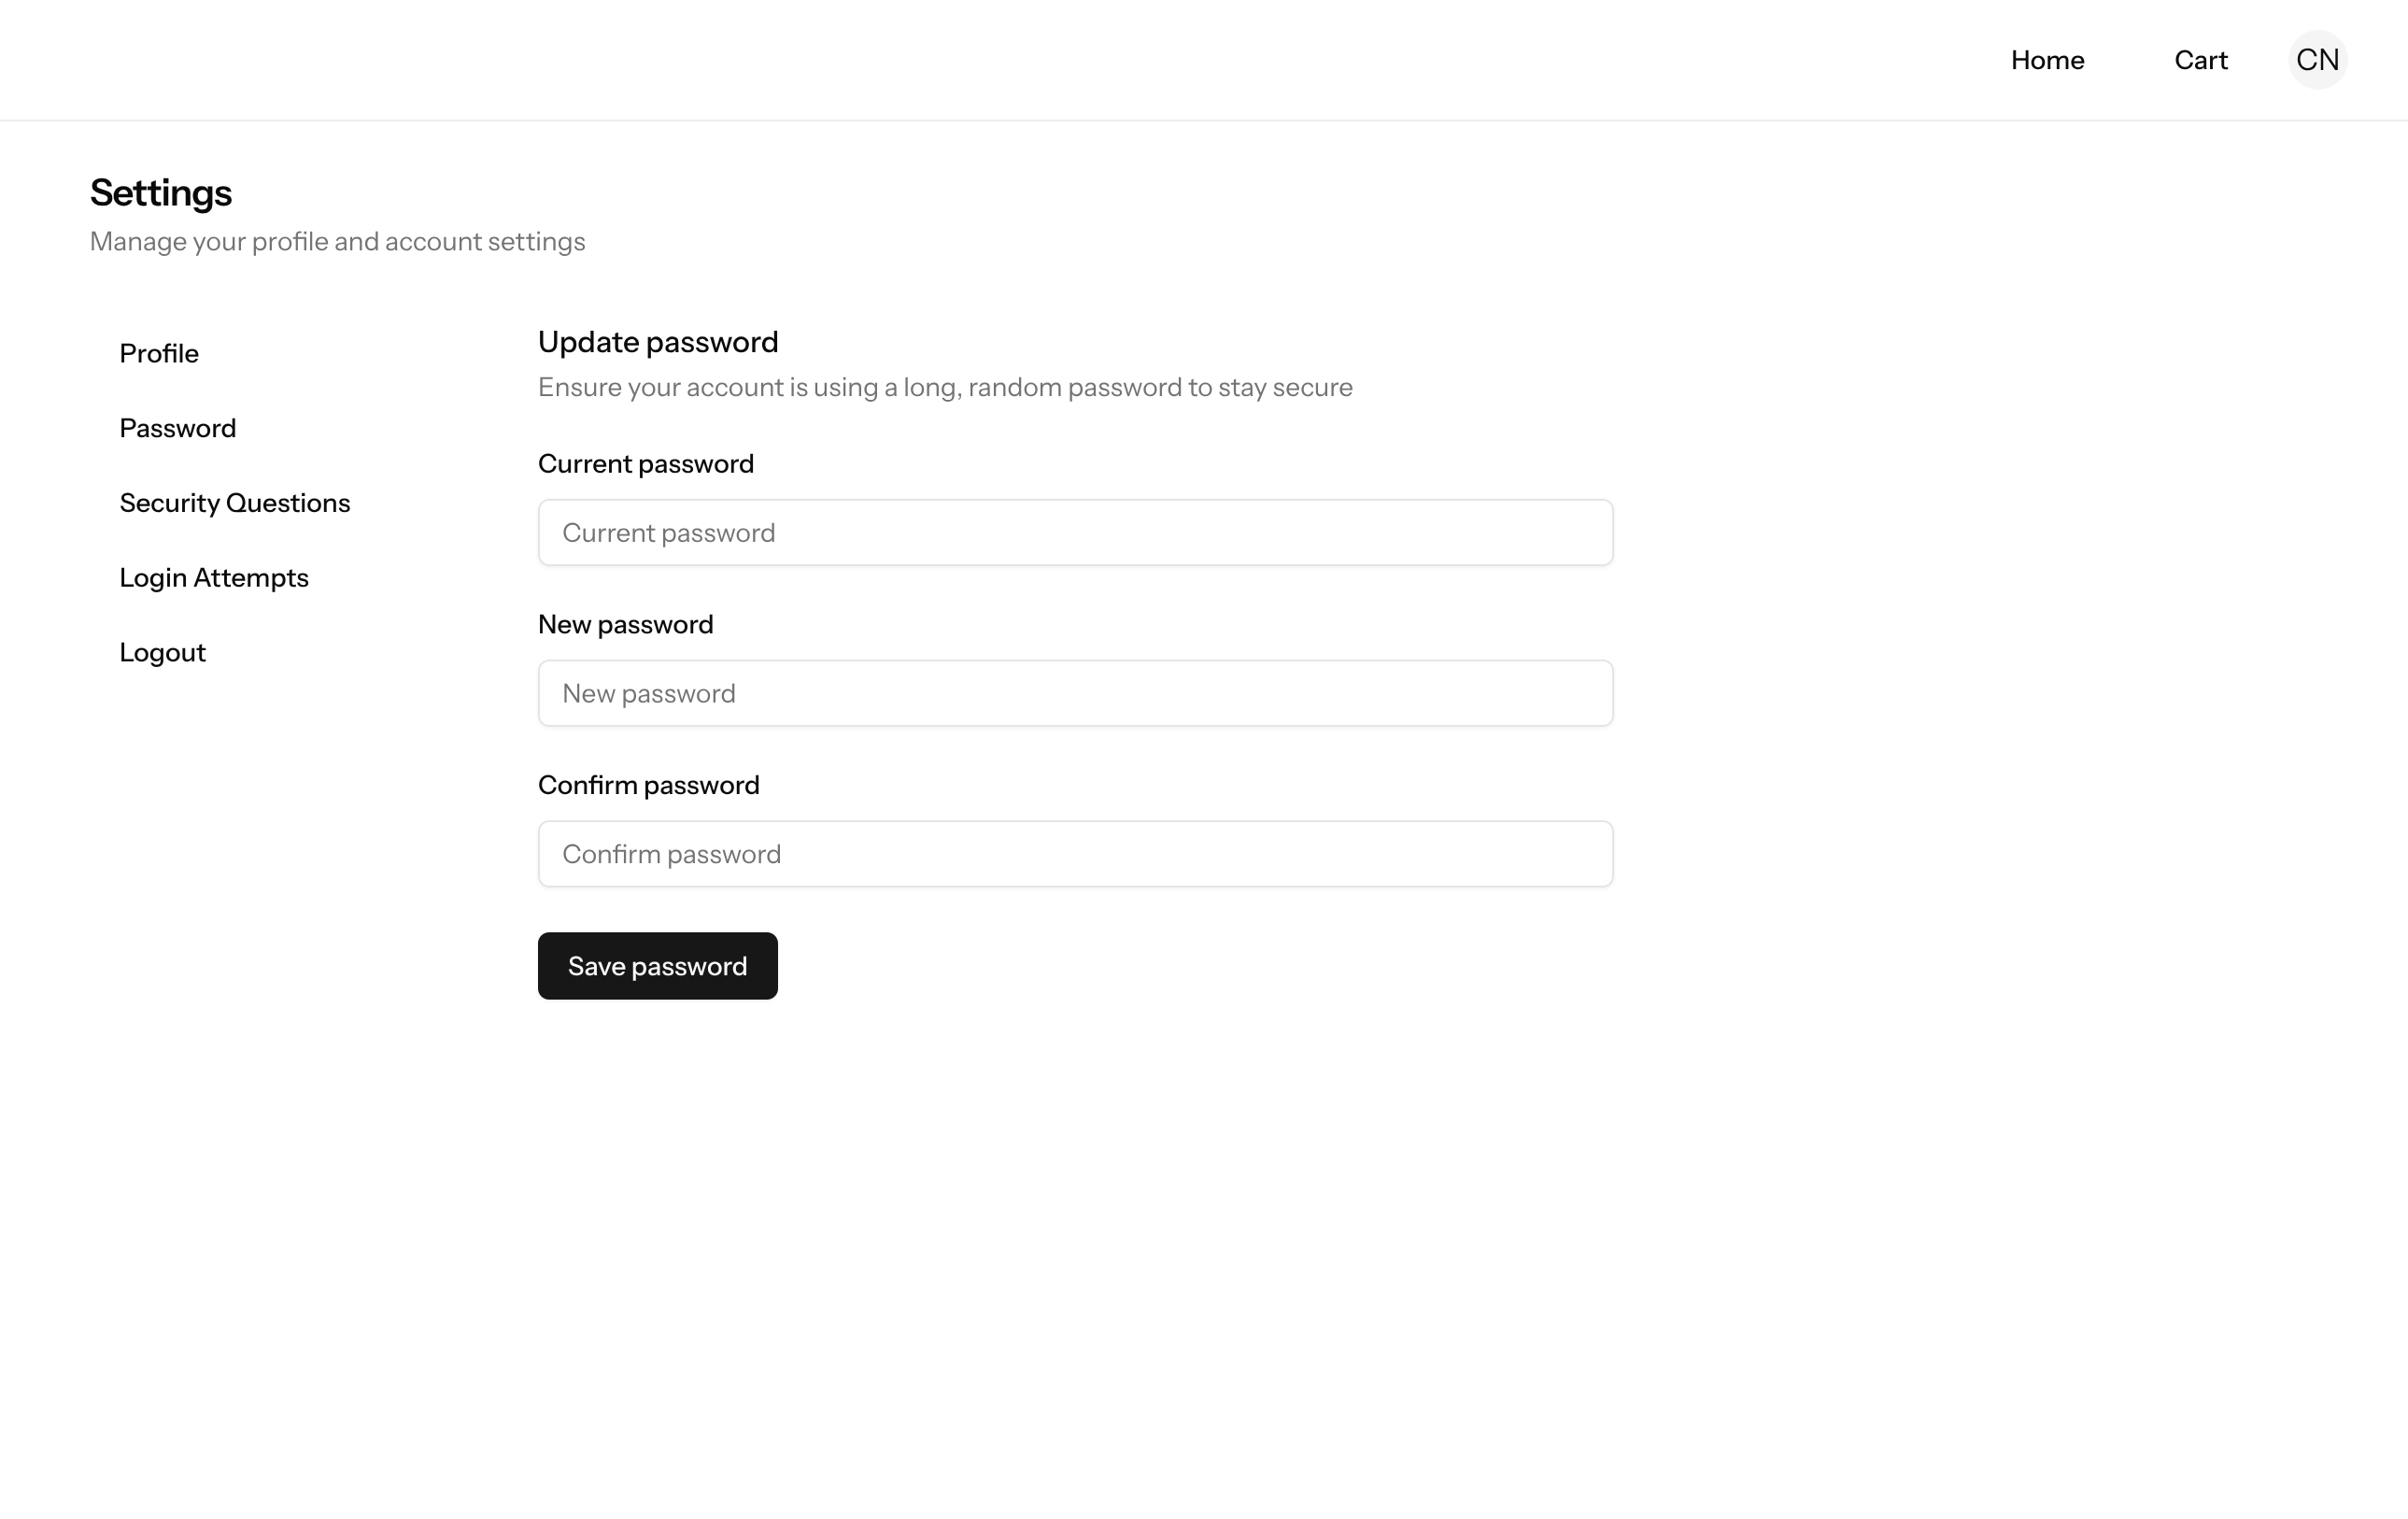 Home
Cart
CN
Settings
Manage your profile and account settings
Profile
Password
Security Questions
Login Attempts
Logout
Update password
Ensure your account is using a long, random password to stay secure
Current password
Current password
New password
New password
Confirm password
Confirm password
Save password